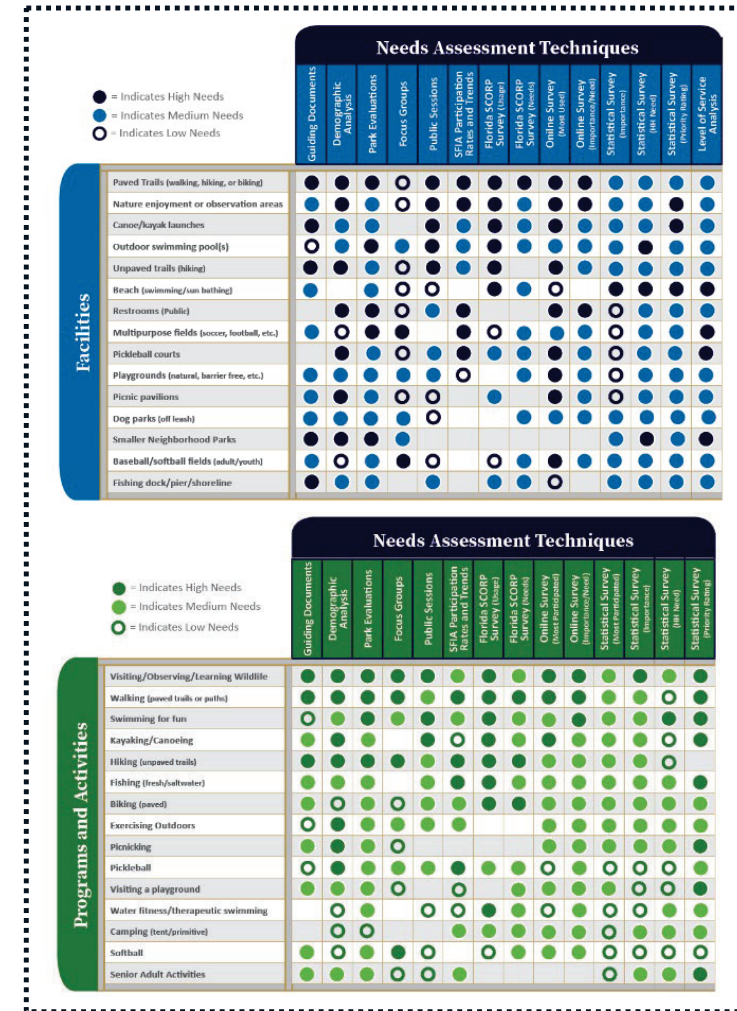 Needs Assessment Techniques
= Indicates High Needs
= Indicates Medium Needs
= Indicates Low Needs
Guiding Documents
Demographic
Analysis
Park Evaluations
Focus Groups
Public Sessions
SFIA Participation
Rates and Trends
Florida SCORP
Survey (Usage)
Florida SCORP
Survey (Needs)
Online Survey
(Most Used)
Online Survey
(Importance/Need)
Statistical Survey
(Importance)
Statistical Survey
(HH Need)
Statistical Survey
(Priority Rating)
Level of Service
Analysis
Facilities
Paved Trails (walking, hiking, or biking)
Nature enjoyment or observation areas
Canoe/kayak launches
Outdoor swimming pool(s)
Unpaved trails (hiking)
Beach (swimming/sun bathing)
Restrooms (Public)
Multipurpose fields (soccer, football, etc.)
Pickleball courts
Playgrounds (natural, barrier free, etc.)
Picnic pavilions
Dog parks (off leash)
Smaller Neighborhood Parks
Baseball/softball fields (adult/youth)
Fishing dock/pier/shoreline
Needs Assessment Techniques
= Indicates High Needs
= Indicates Medium Needs
= Indicates Low Needs
Guiding Documents
Demographic
Analysis
Park Evaluations
Focus Groups
Public Sessions
SFIA Participation
Rates and Trends
Florida SCORP
Survey (Usage)
Florida SCORP
Survey (Needs)
Online Survey
(Most Participated)
Online Survey
(Importance/Need)
Statistical Survey
(Most Participated)
Statistical Survey
(Importance)
Statistical Survey
(HH Need)
Statistical Survey
(Priority Rating)
Programs and Activities
Visiting/Observing/Learning Wildlife
Walking (paved trails or paths)
Swimming for fun
Kayaking/Canoeing
Hiking (unpaved trails)
Fishing (fresh/saltwater)
Biking (paved)
Exercising Outdoors
Picnicking
Pickleball
Visiting a playground
Water fitness/therapeutic swimming
Camping (tent/primitive)
Softball
Senior Adult Activities